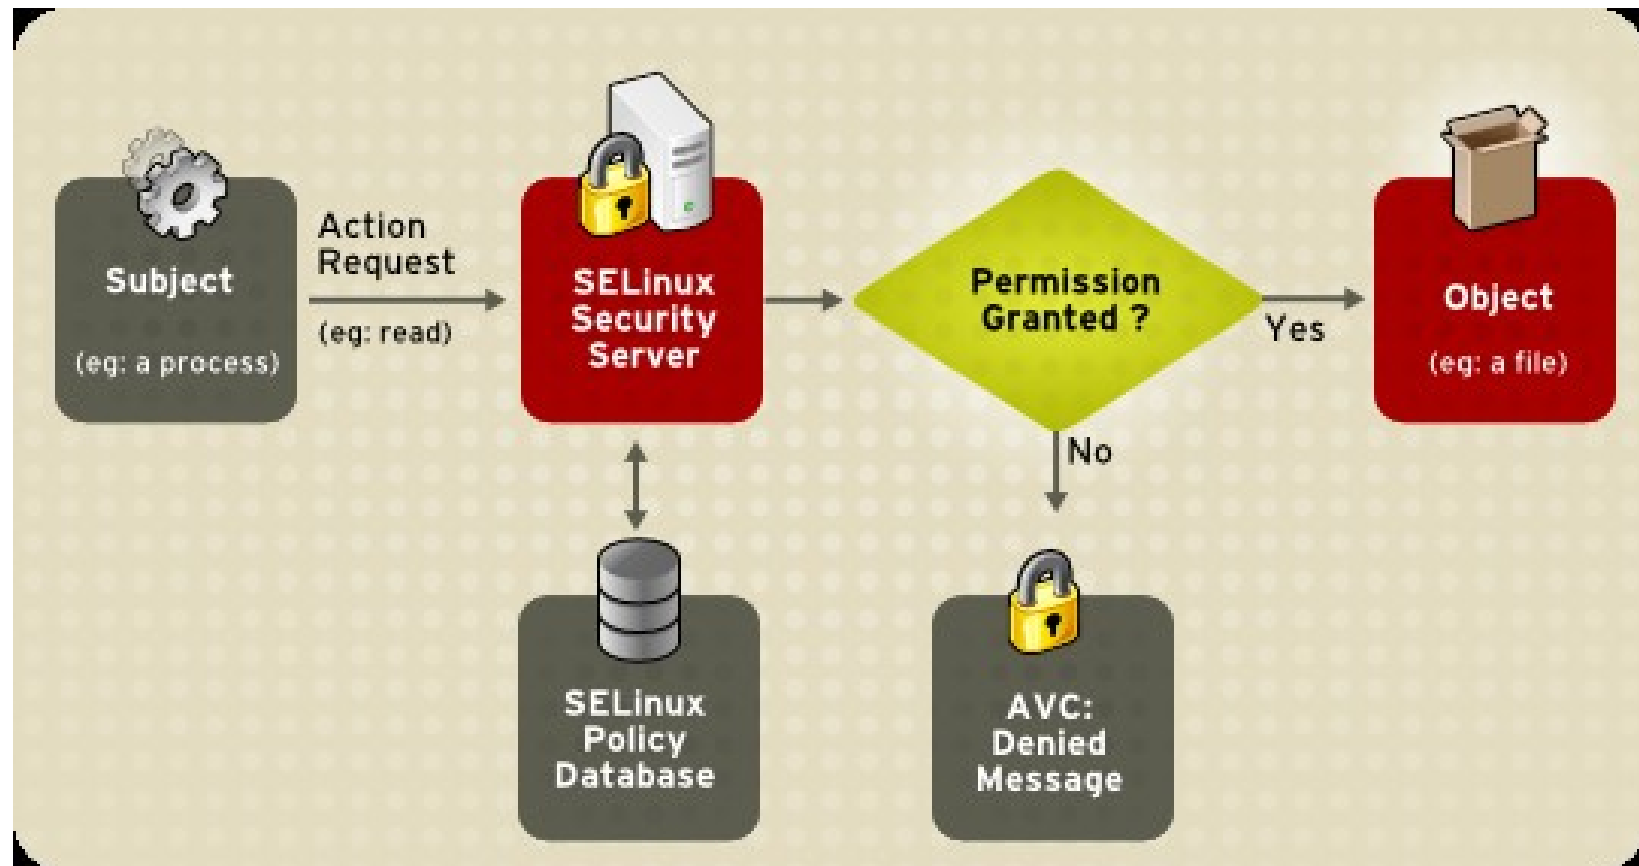 Subject
(eg: a process)
Action
Request
(eg: read)
SELinux
Security
Server
Permission
Granted ?
Yes
Object
(eg: a file)
No
SELinux
Policy
Database
AVC:
Denied
Message